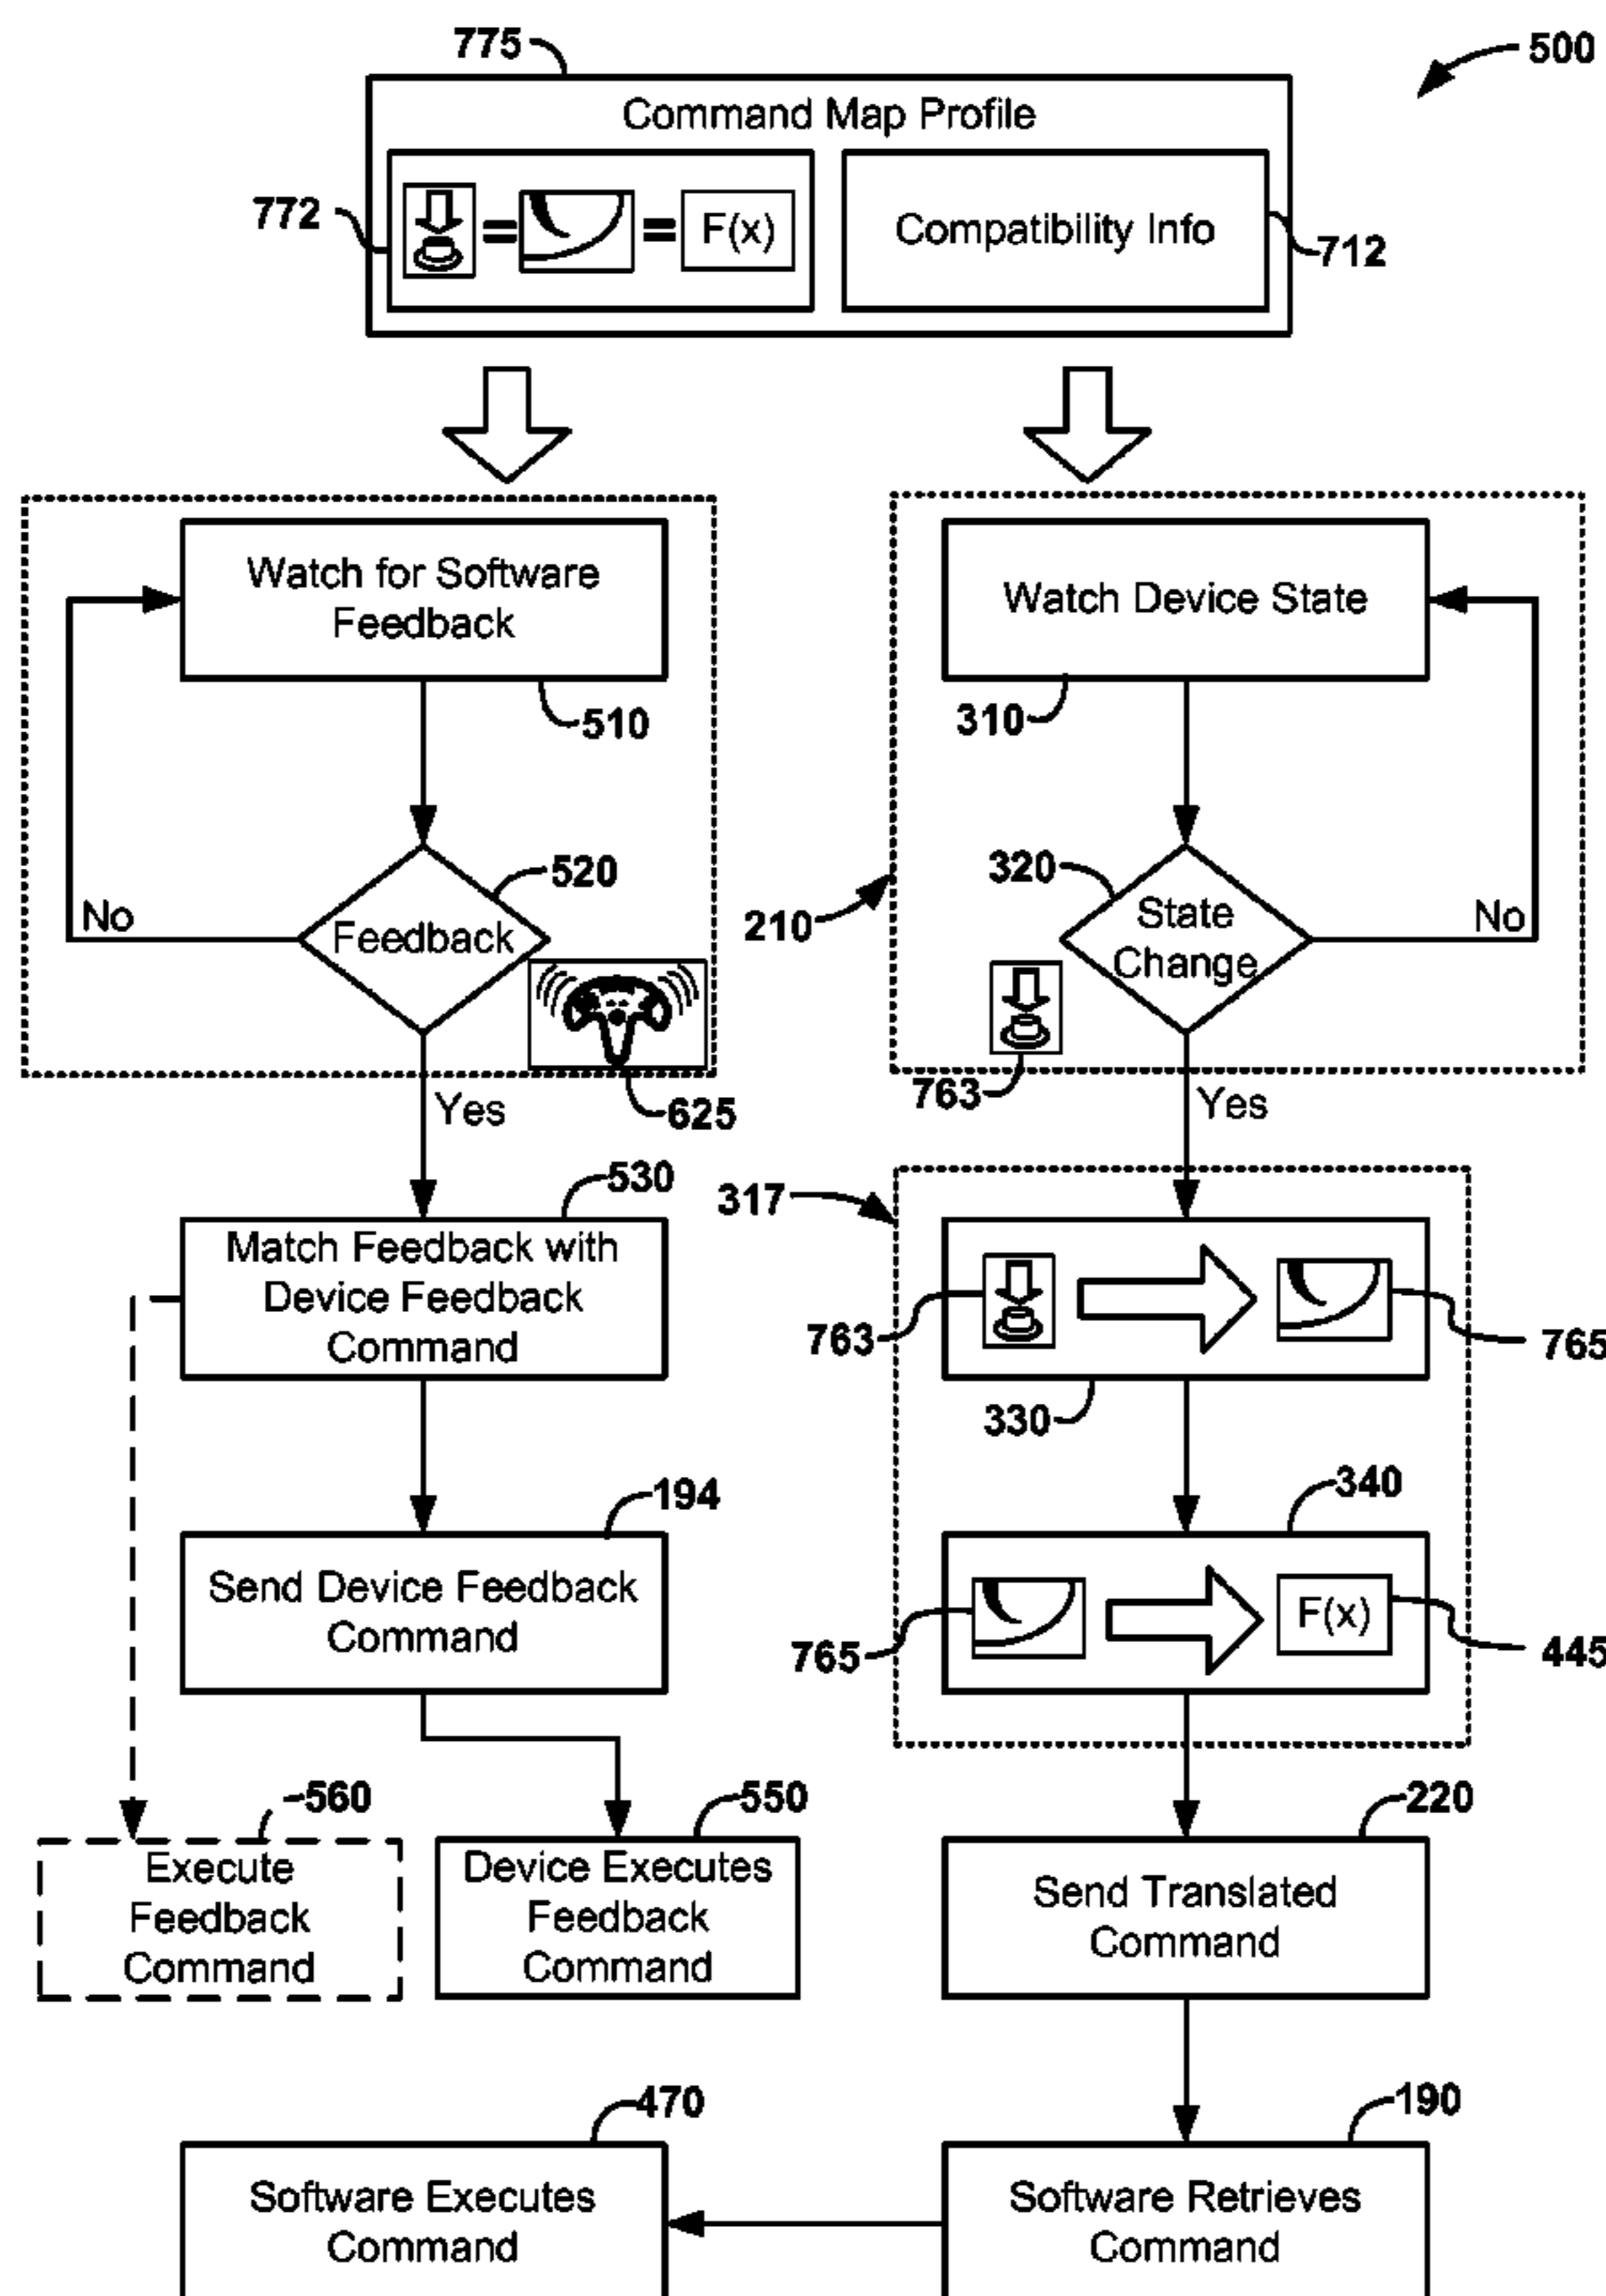 775
500
Command Map Profile
772
=
=
F(x)
Compatibility Info
712
Watch for Software
Feedback
510
Watch Device State
310
520
Feedback
No
625
Yes
210
320
State
Change
No
763
Yes
530
Match Feedback with
Device Feedback
Command
317
763
765
330
194
Send Device Feedback
Command
340
765
F(x)
445
560
Execute
Feedback
Command
550
Device Executes
Feedback
Command
220
Send Translated
Command
470
Software Executes
Command
190
Software Retrieves
Command